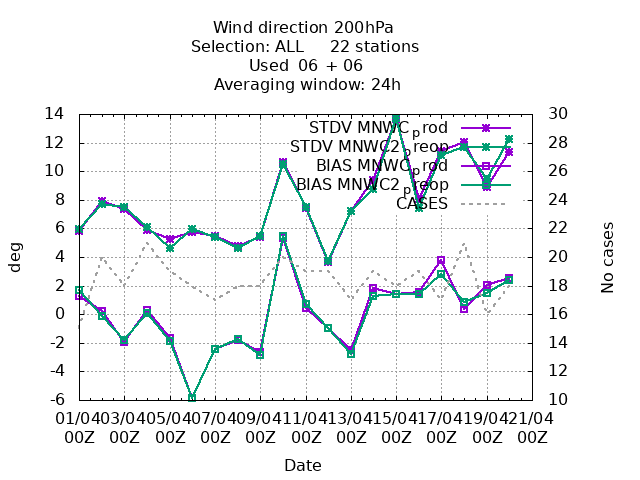 Wind direction 200hPa
Selection: ALL 22 stations
Used 06 + 06
Averaging window: 24h
14 30
12 28
10 26
8 24
6 22
4 20
2 18
0 16
-2 14
-4 12
-6 10
STDV MNWC_prod
STDV MNWC2_preop
BIAS MNWC_prod
BIAS MNWC2_preop
CASES
deg
No cases
01/04 03/04 05/04 07/04 09/04 11/04 13/04 15/04 17/04 19/04 21/04
00Z 00Z 00Z 00Z 00Z 00Z 00Z 00Z 00Z 00Z 00Z
Date